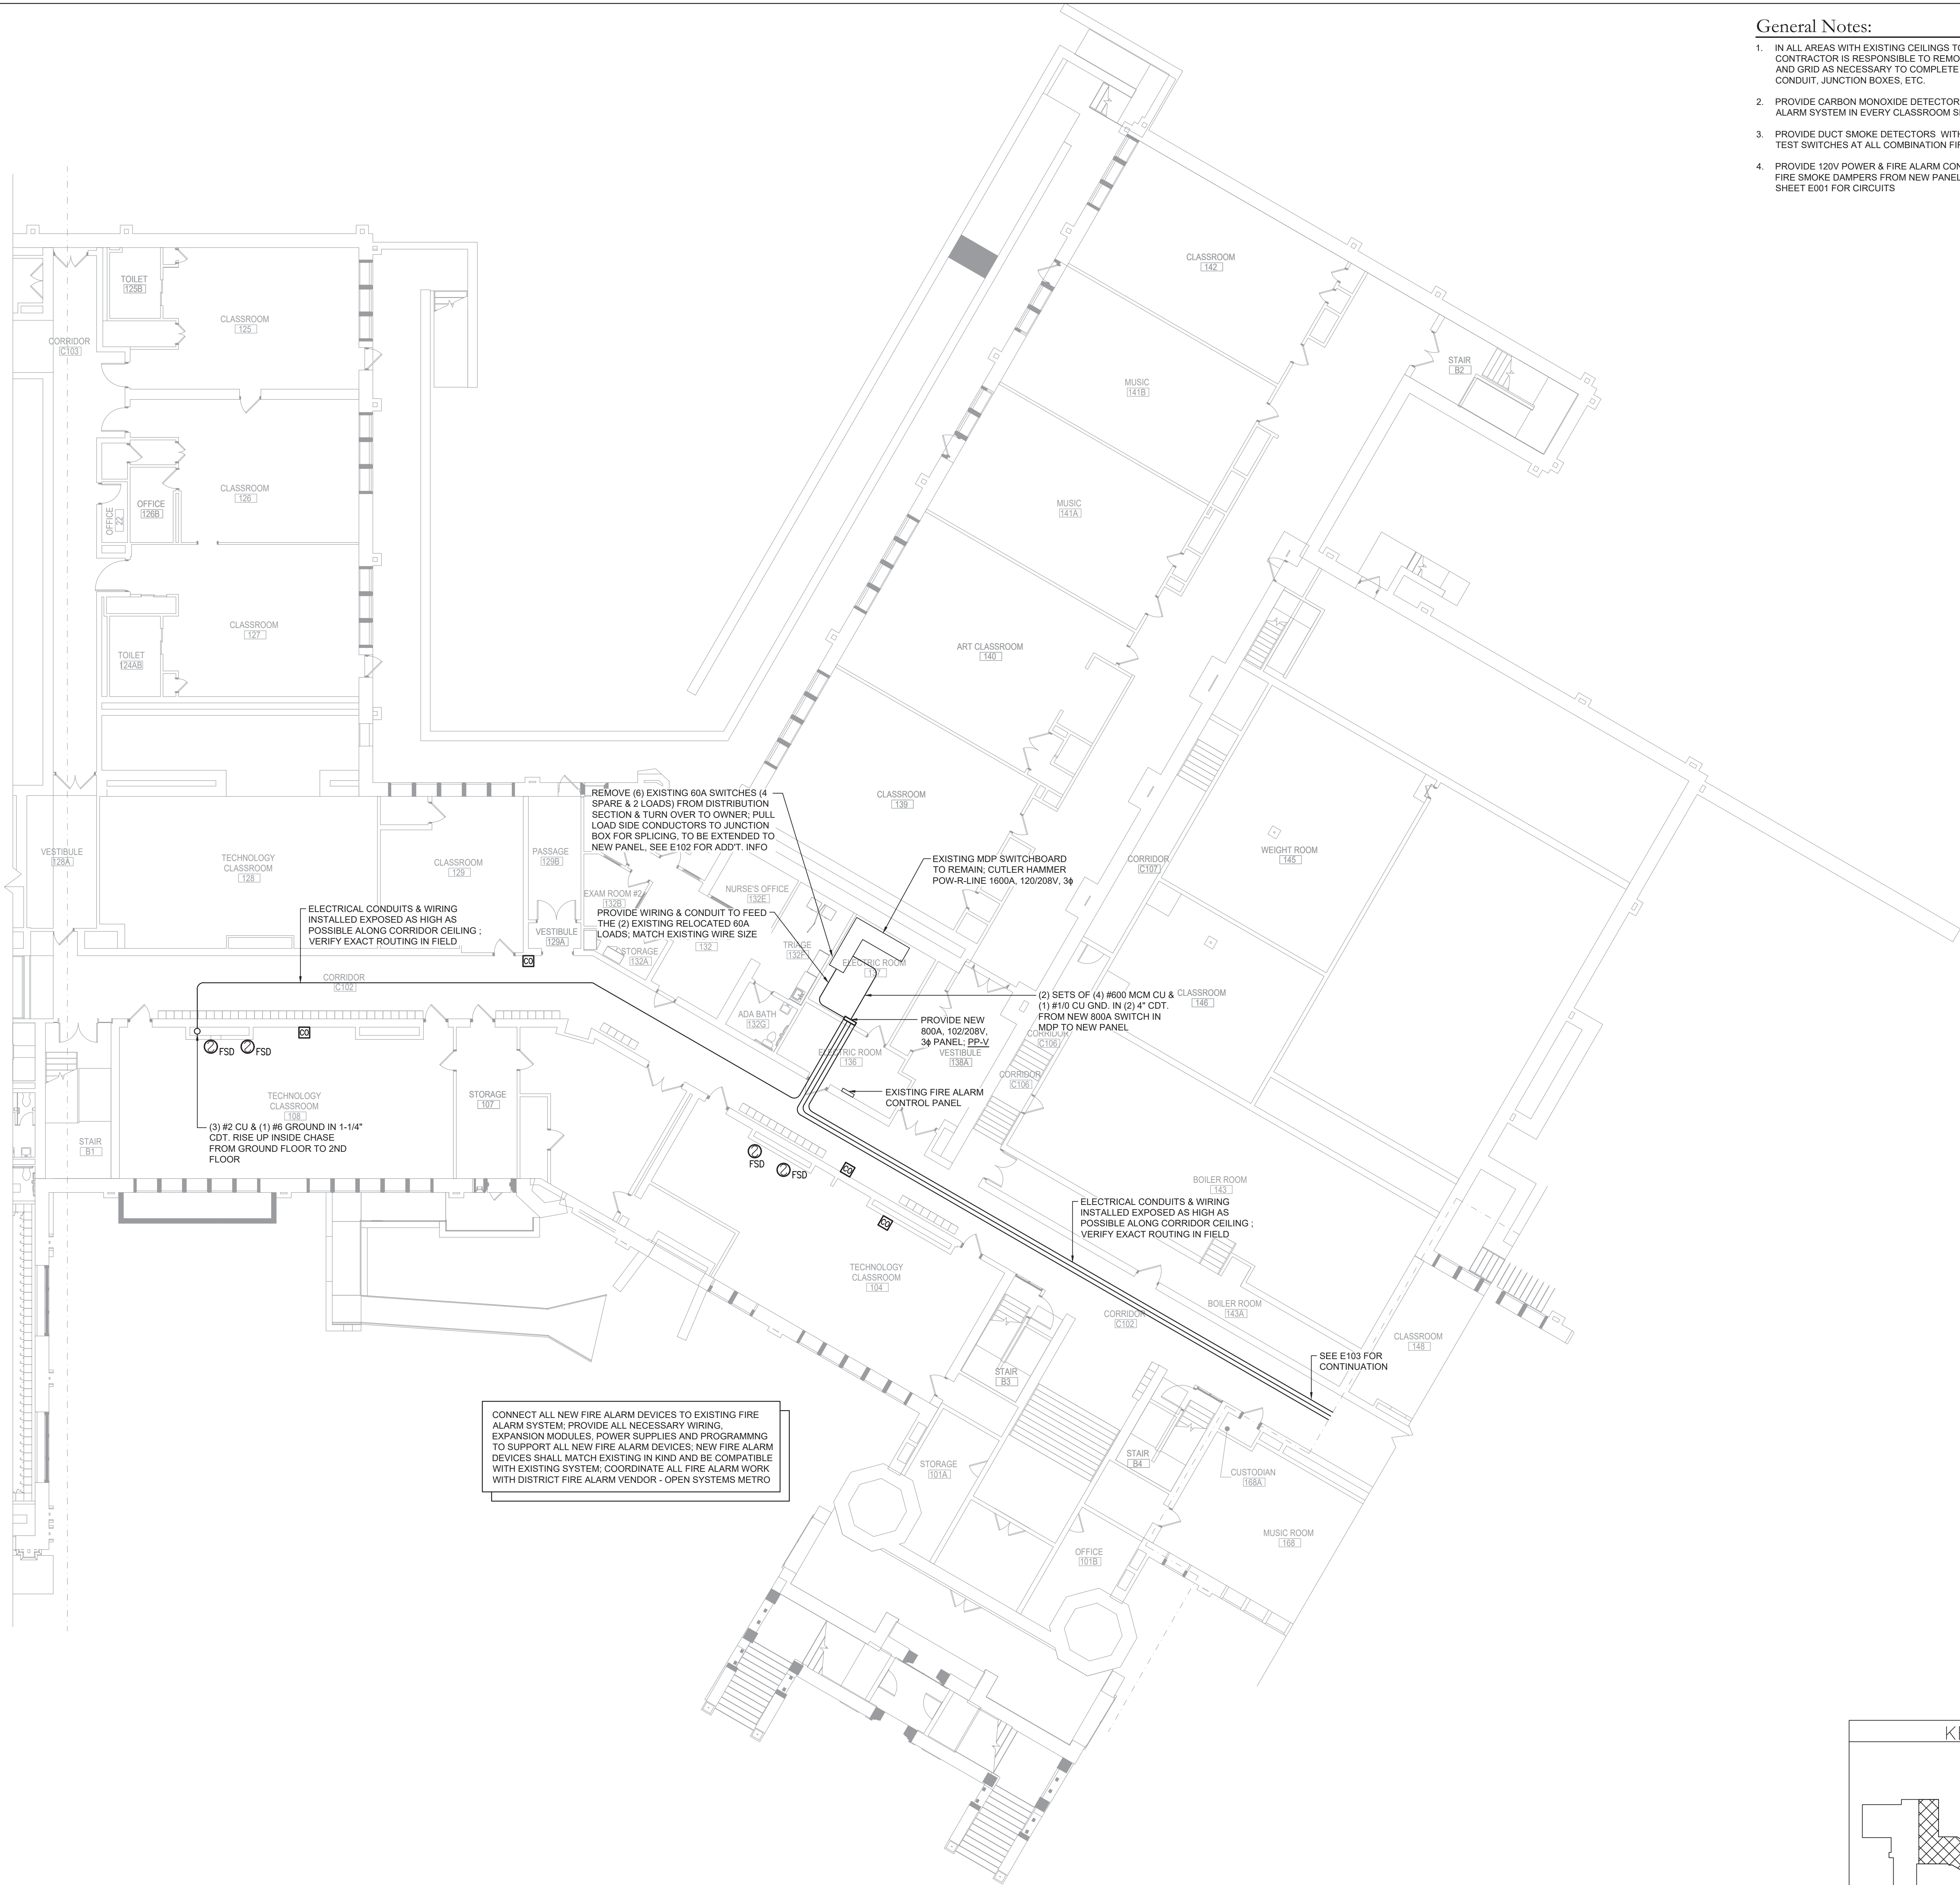 General Notes:
1. IN ALL AREAS WITH EXISTING CEILINGS
CONTRACTOR IS RESPONSIBLE TO
AND GRID AS NECESSARY TO COMPLETE
CONDUIT, JUNCTION BOXES, ETC.
2. PROVIDE CARBON MONOXIDE
ALARM SYSTEM IN EVERY CLASSROOM
3. PROVIDE DUCT SMOKE DETECTORS
TEST SWITCHES AT ALL COMBINATION
4. PROVIDE 120V POWER & FIRE ALARM
FIRE SMOKE DAMPERS FROM NEW
SHEET E001 FOR CIRCUITS
TOILET
125B
CLASSROOM
125
CORRIDOR
C103
CLASSROOM
126
OFFICE
126B
OFFICE
22
CLASSROOM
127
TOILET
124AB
CLASSROOM
142
STAIR
B2
MUSIC
141B
MUSIC
141A
ART CLASSROOM
140
CLASSROOM
139
REMOVE (6) EXISTING 60A SWITCHES (4
SPARE & 2 LOADS) FROM DISTRIBUTION
SECTION & TURN OVER TO OWNER; PULL
LOAD SIDE CONDUCTORS TO JUNCTION
BOX FOR SPLICING, TO BE EXTENDED TO
NEW PANEL, SEE E102 FOR ADD'T. INFO
VESTIBULE
128A
TECHNOLOGY
CLASSROOM
128
CLASSROOM
129
PASSAGE
129B
EXISTING MDP SWITCHBOARD
TO REMAIN; CUTLER HAMMER
POW-R-LINE 1600A, 120/208V, 3ϕ
CORRIDOR
C107
WEIGHT ROOM
145
EXAM ROOM #2
132B
NURSE'S OFFICE
132E
ELECTRICAL CONDUITS & WIRING
INSTALLED EXPOSED AS HIGH AS
POSSIBLE ALONG CORRIDOR CEILING ;
VERIFY EXACT ROUTING IN FIELD
PROVIDE WIRING & CONDUIT TO FEED
THE (2) EXISTING RELOCATED 60A
LOADS; MATCH EXISTING WIRE SIZE
VESTIBULE
129A
STORAGE
132A
132
TRIAGE
132F
ELECTRIC ROOM
137
CO
CORRIDOR
C102
(2) SETS OF (4) #600 MCM CU &
(1) #1/0 CU GND. IN (2) 4" CDT.
FROM NEW 800A SWITCH IN
MDP TO NEW PANEL
CLASSROOM
146
ADA BATH
132G
PROVIDE NEW
800A, 102/208V,
3ϕ PANEL; PP-V
CORRIDOR
C106
ELECTRIC ROOM
136
VESTIBULE
138A
CORRIDOR
C106
CO
FSD
FSD
EXISTING FIRE ALARM
CONTROL PANEL
TECHNOLOGY
CLASSROOM
108
STORAGE
107
(3) #2 CU & (1) #6 GROUND IN 1-1/4"
CDT. RISE UP INSIDE CHASE
FROM GROUND FLOOR TO 2ND
FLOOR
STAIR
B1
FSD
FSD
CO
CO
BOILER ROOM
143
ELECTRICAL CONDUITS & WIRING
INSTALLED EXPOSED AS HIGH AS
POSSIBLE ALONG CORRIDOR CEILING ;
VERIFY EXACT ROUTING IN FIELD
TECHNOLOGY
CLASSROOM
104
CORRIDOR
C102
BOILER ROOM
143A
CLASSROOM
148
SEE E103 FOR
CONTINUATION
STAIR
B3
CONNECT ALL NEW FIRE ALARM DEVICES TO EXISTING FIRE
ALARM SYSTEM; PROVIDE ALL NECESSARY WIRING,
EXPANSION MODULES, POWER SUPPLIES AND PROGRAMMNG
TO SUPPORT ALL NEW FIRE ALARM DEVICES; NEW FIRE ALARM
DEVICES SHALL MATCH EXISTING IN KIND AND BE COMPATIBLE
WITH EXISTING SYSTEM; COORDINATE ALL FIRE ALARM WORK
WITH DISTRICT FIRE ALARM VENDOR - OPEN SYSTEMS METRO
STORAGE
101A
STAIR
B4
CUSTODIAN
168A
MUSIC ROOM
168
OFFICE
101B